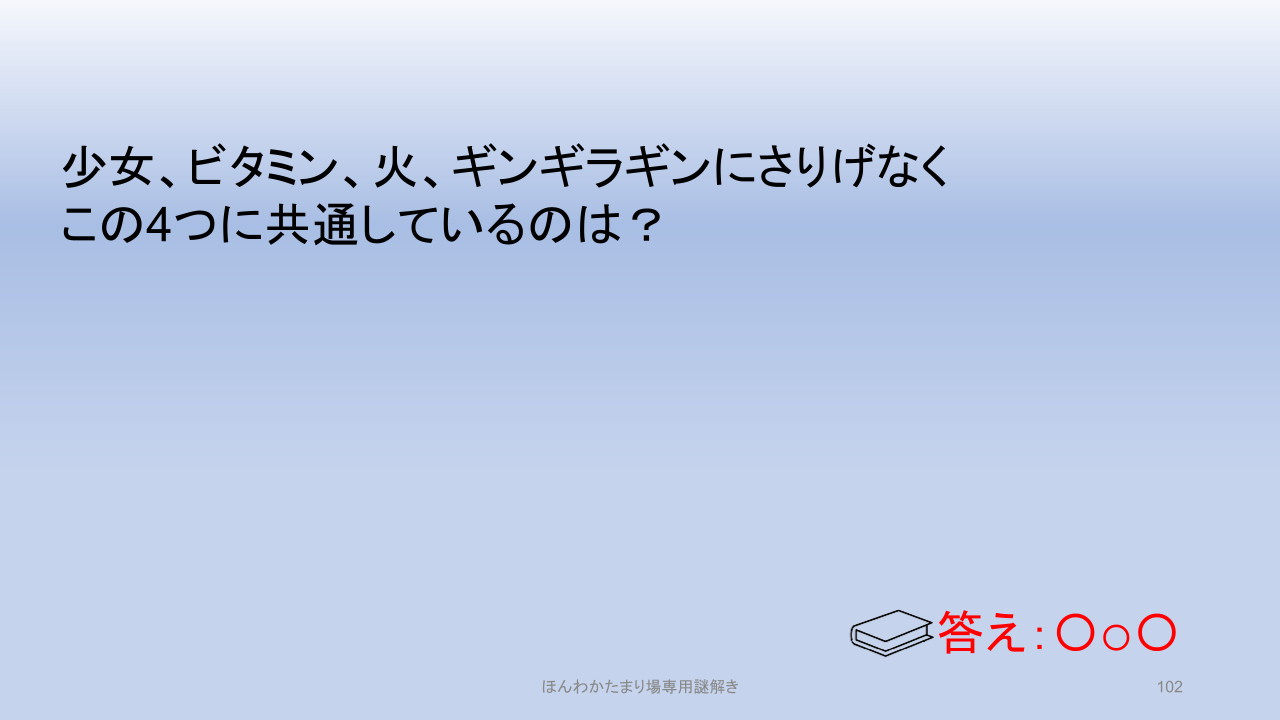 少女、ビタミン、火、ギンギラギンにさりげなく
この4つに共通しているのは？
答え：〇○〇
ほんわかたまり場専用謎解き
102